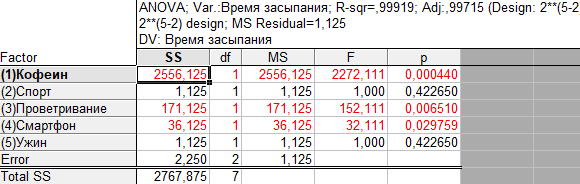 ANOVA; Var.:Время засыпания; R-sqr=,99919; Adj:,99715 (Design: 2**(5-2
2**(5-2) design; MS Residual=1,125
DV: Время засыпания
Factor SS df MS F p
(1)Кофеин 2556,125 1 2556,125 2272,111 0,000440
(2)Спорт 1,125 1 1,125 1,000 0,422650
(3)Проветривание 171,125 1 171,125 152,111 0,006510
(4)Смартфон 36,125 1 36,125 32,111 0,029759
(5)Ужин 1,125 1 1,125 1,000 0,422650
Error 2,250 2 1,125
Total SS 2767,875 7